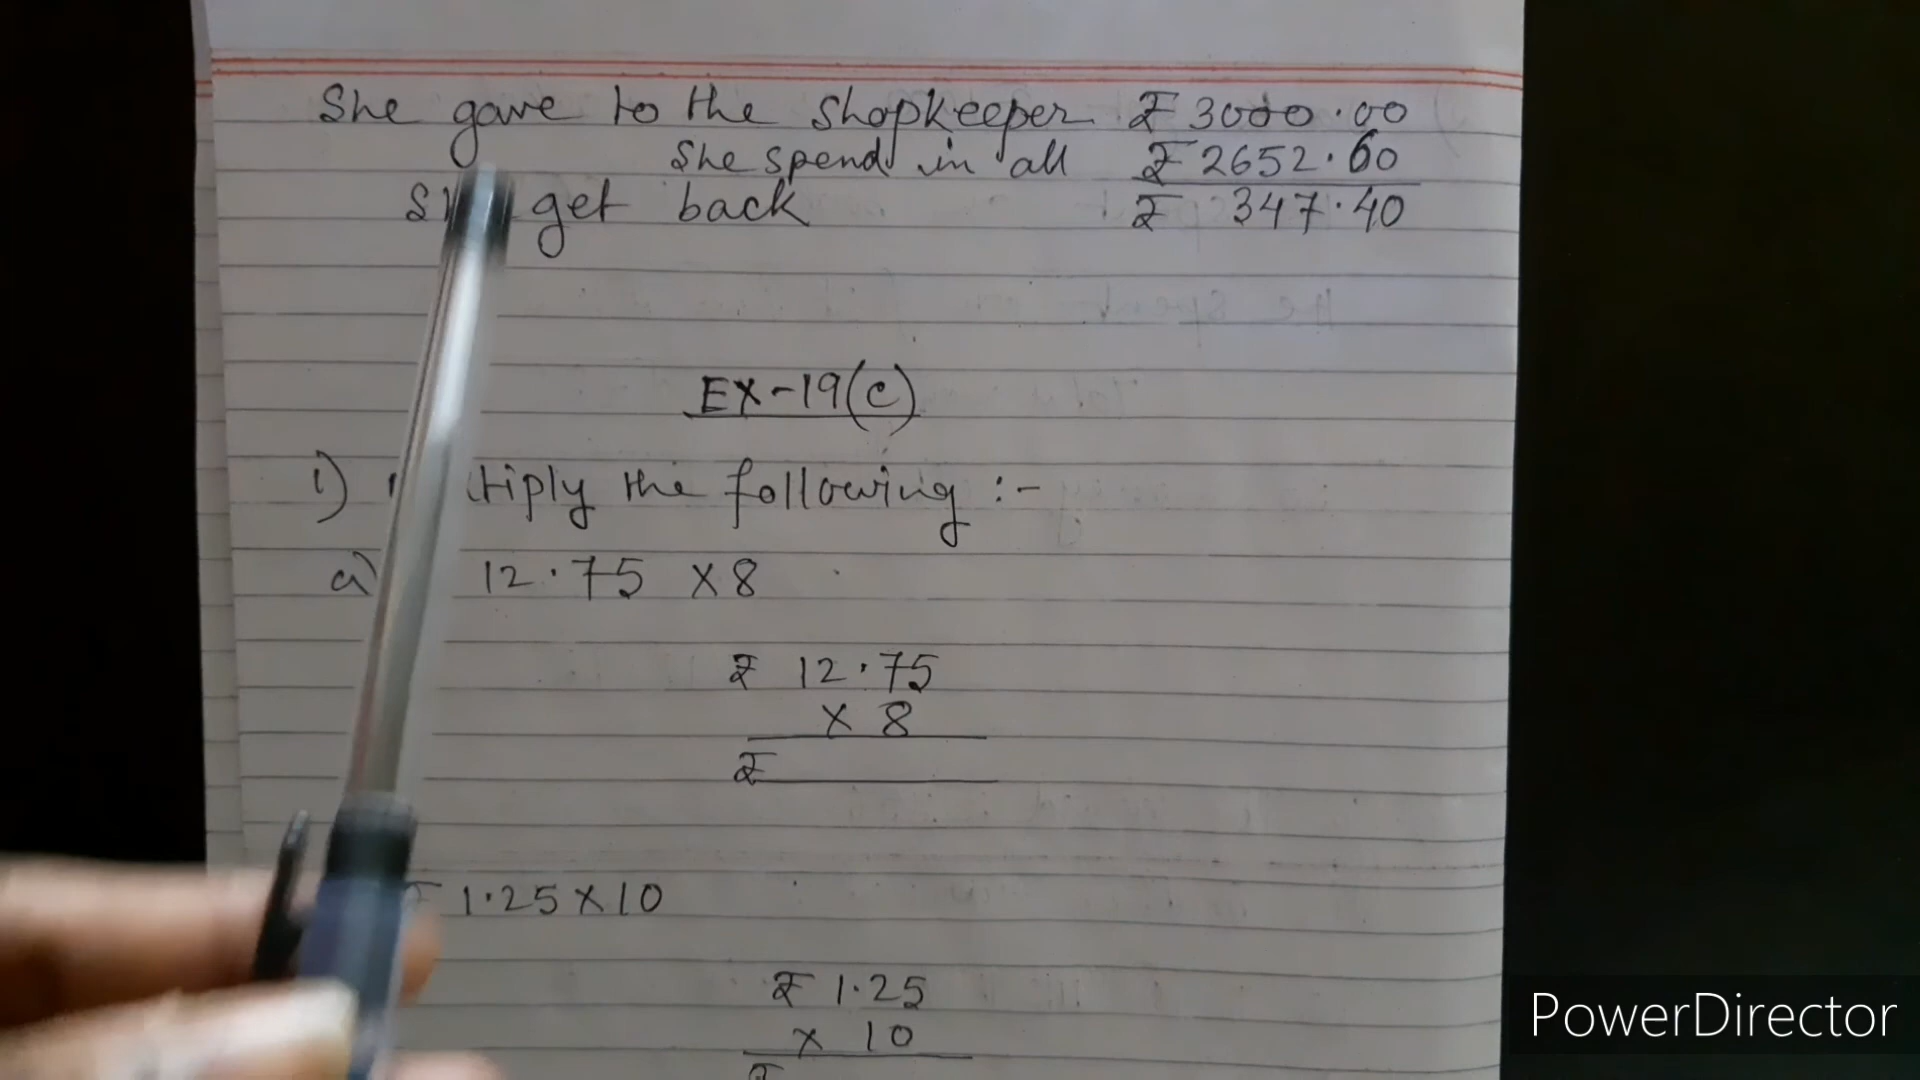 She gave to the shopkeeper ₹ 3000.00
She spend in all ₹ 2652.60
get back ₹ 347.40
EX-19(c)
1) the following :-
a) 12.75 x 8
₹ 12.75
x 8
₹
₹ 1.25 x 10
₹ 1.25
x 10
₹
PowerDirector